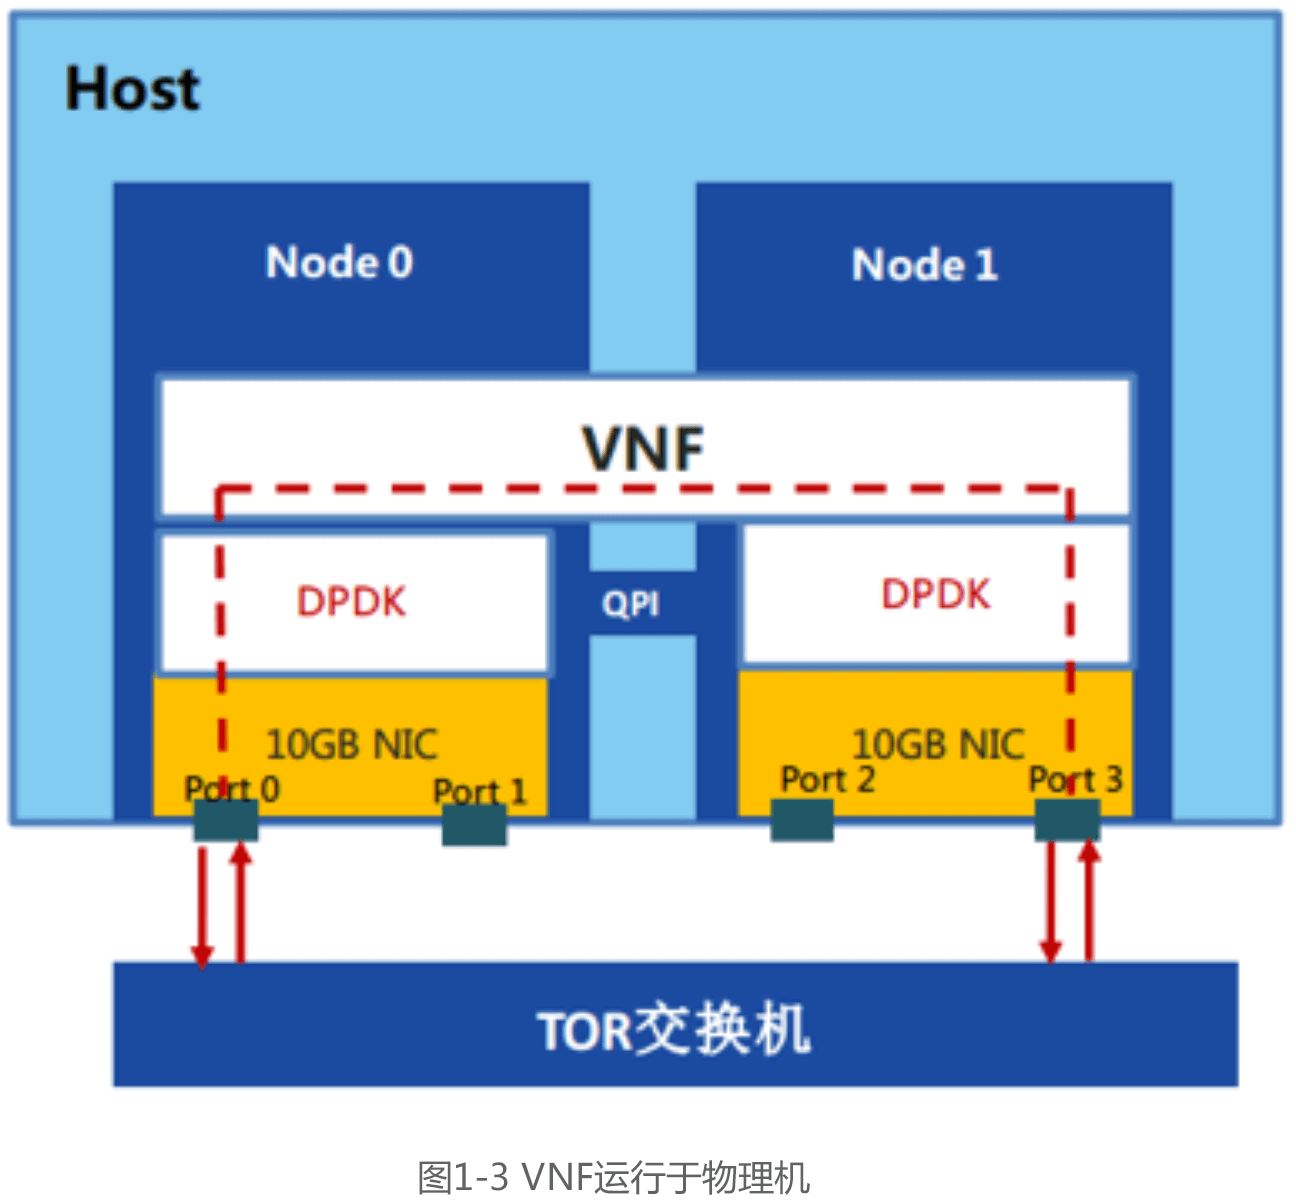 Host
Node 0
Node 1
VNF
DPDK
QPI
DPDK
10GB NIC
10GB NIC
Port 0
Port 1
Port 2
Port 3
TOR交换机
图1-3 VNF运行于物理机